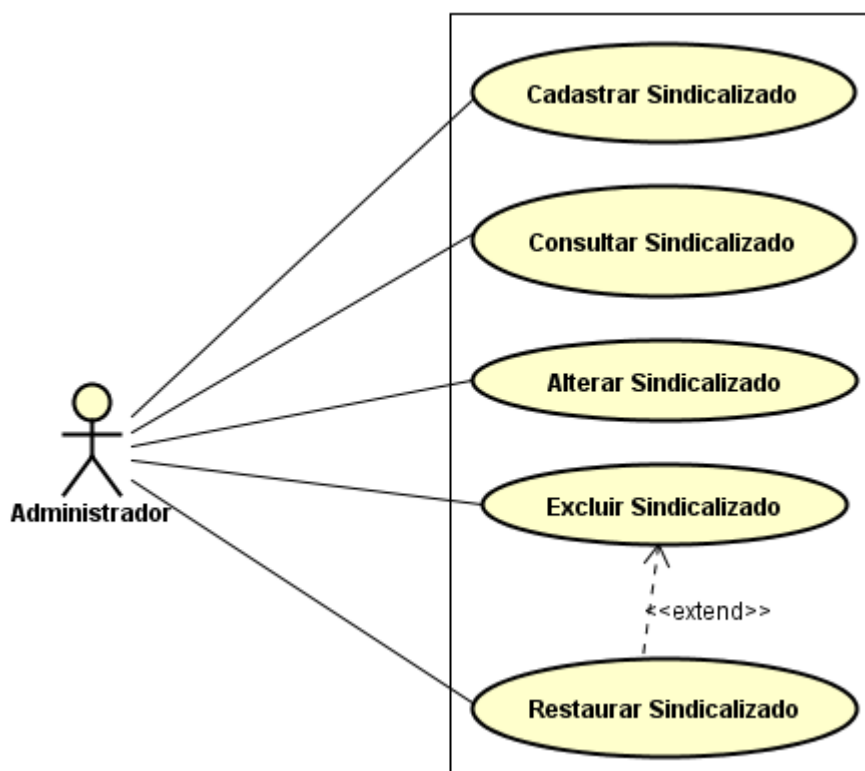 Cadastrar Sindicalizado
Consultar Sindicalizado
Alterar Sindicalizado
Administrador
Excluir Sindicalizado
<<extend>>
Restaurar Sindicalizado